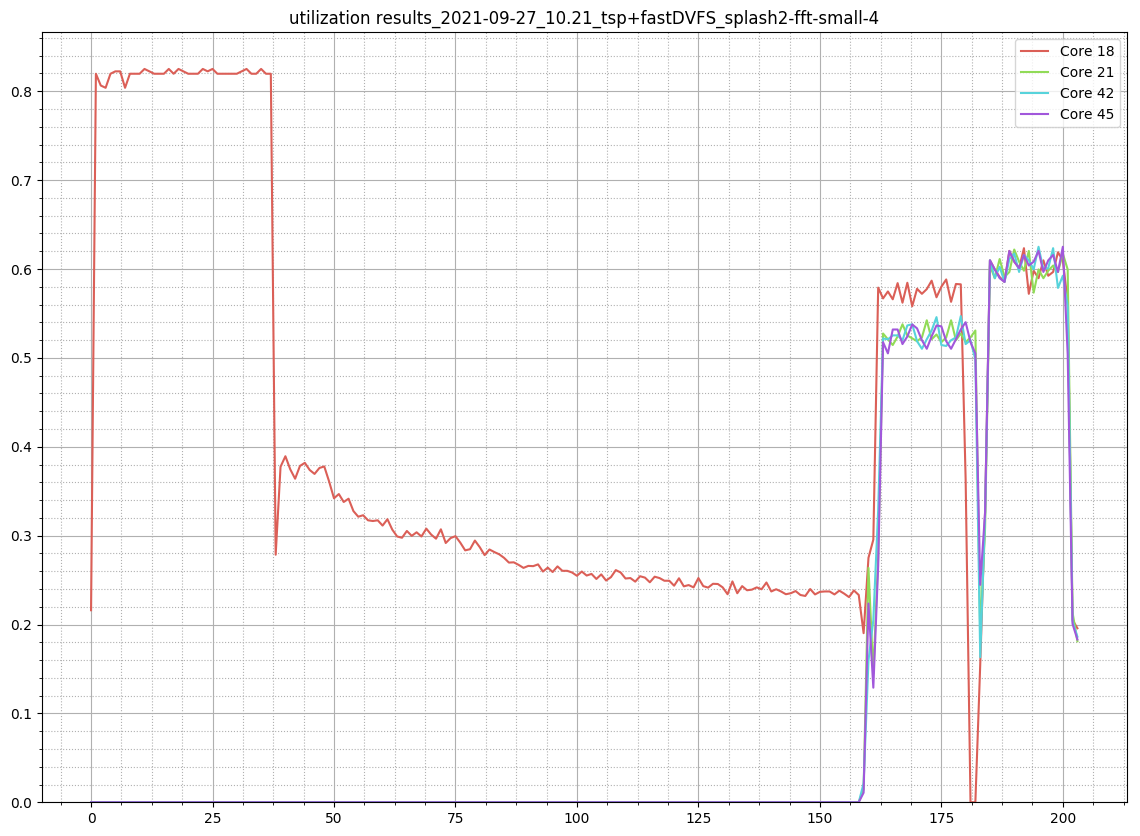 utilization results_2021-09-27_10.21_tsp+fastDVFS_splash2-fft-small-4
Core 18
Core 21
Core 42
Core 45
0.8
0.7
0.6
0.5
0.4
0.3
0.2
0.1
0.0
0 25 50 75 100 125 150 175 200